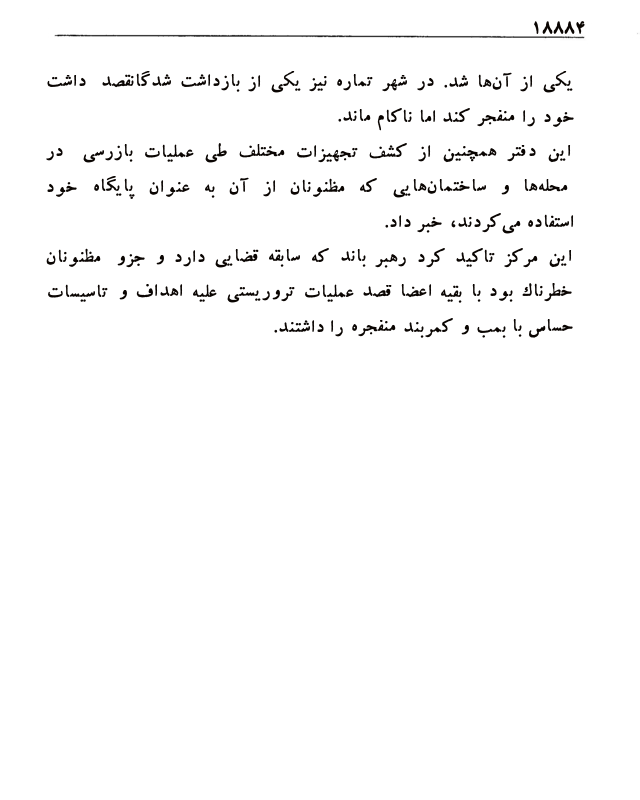 ۱۸۸۸۴
یکی از آن‌ها شد. در شهر تماره نیز یکی از بازداشت شدگانقصد داشت
خود را منفجر کند اما ناکام ماند.
این دفتر همچنین از کشف تجهیزات مختلف طی عملیات بازرسی در
محله‌ها و ساختمان‌هایی که مظنونان از آن به عنوان پایگاه خود
استفاده می‌کردند، خبر داد.
این مرکز تاکید کرد رهبر باند که سابقه قضایی دارد و جزو مظنونان
خطرناك بود با بقیه اعضا قصد عملیات تروریستی علیه اهداف و تاسیسات
حساس با بمب و کمربند منفجره را داشتند.